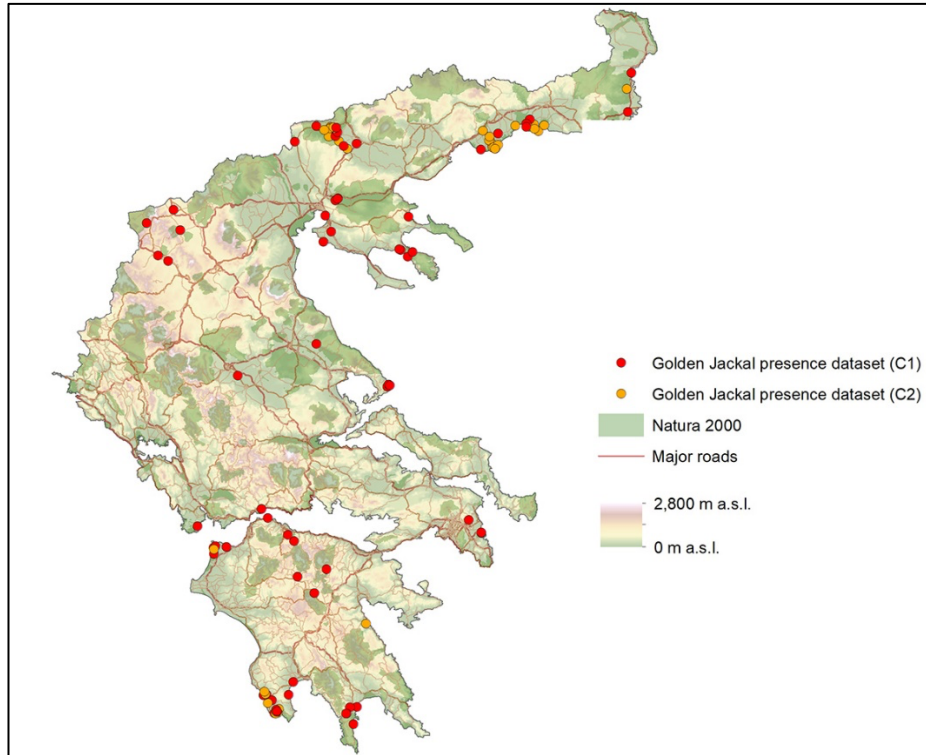 Golden Jackal presence dataset (C1)
Golden Jackal presence dataset (C2)
Natura 2000
Major roads
2,800 m a.s.l.
0 m a.s.l.